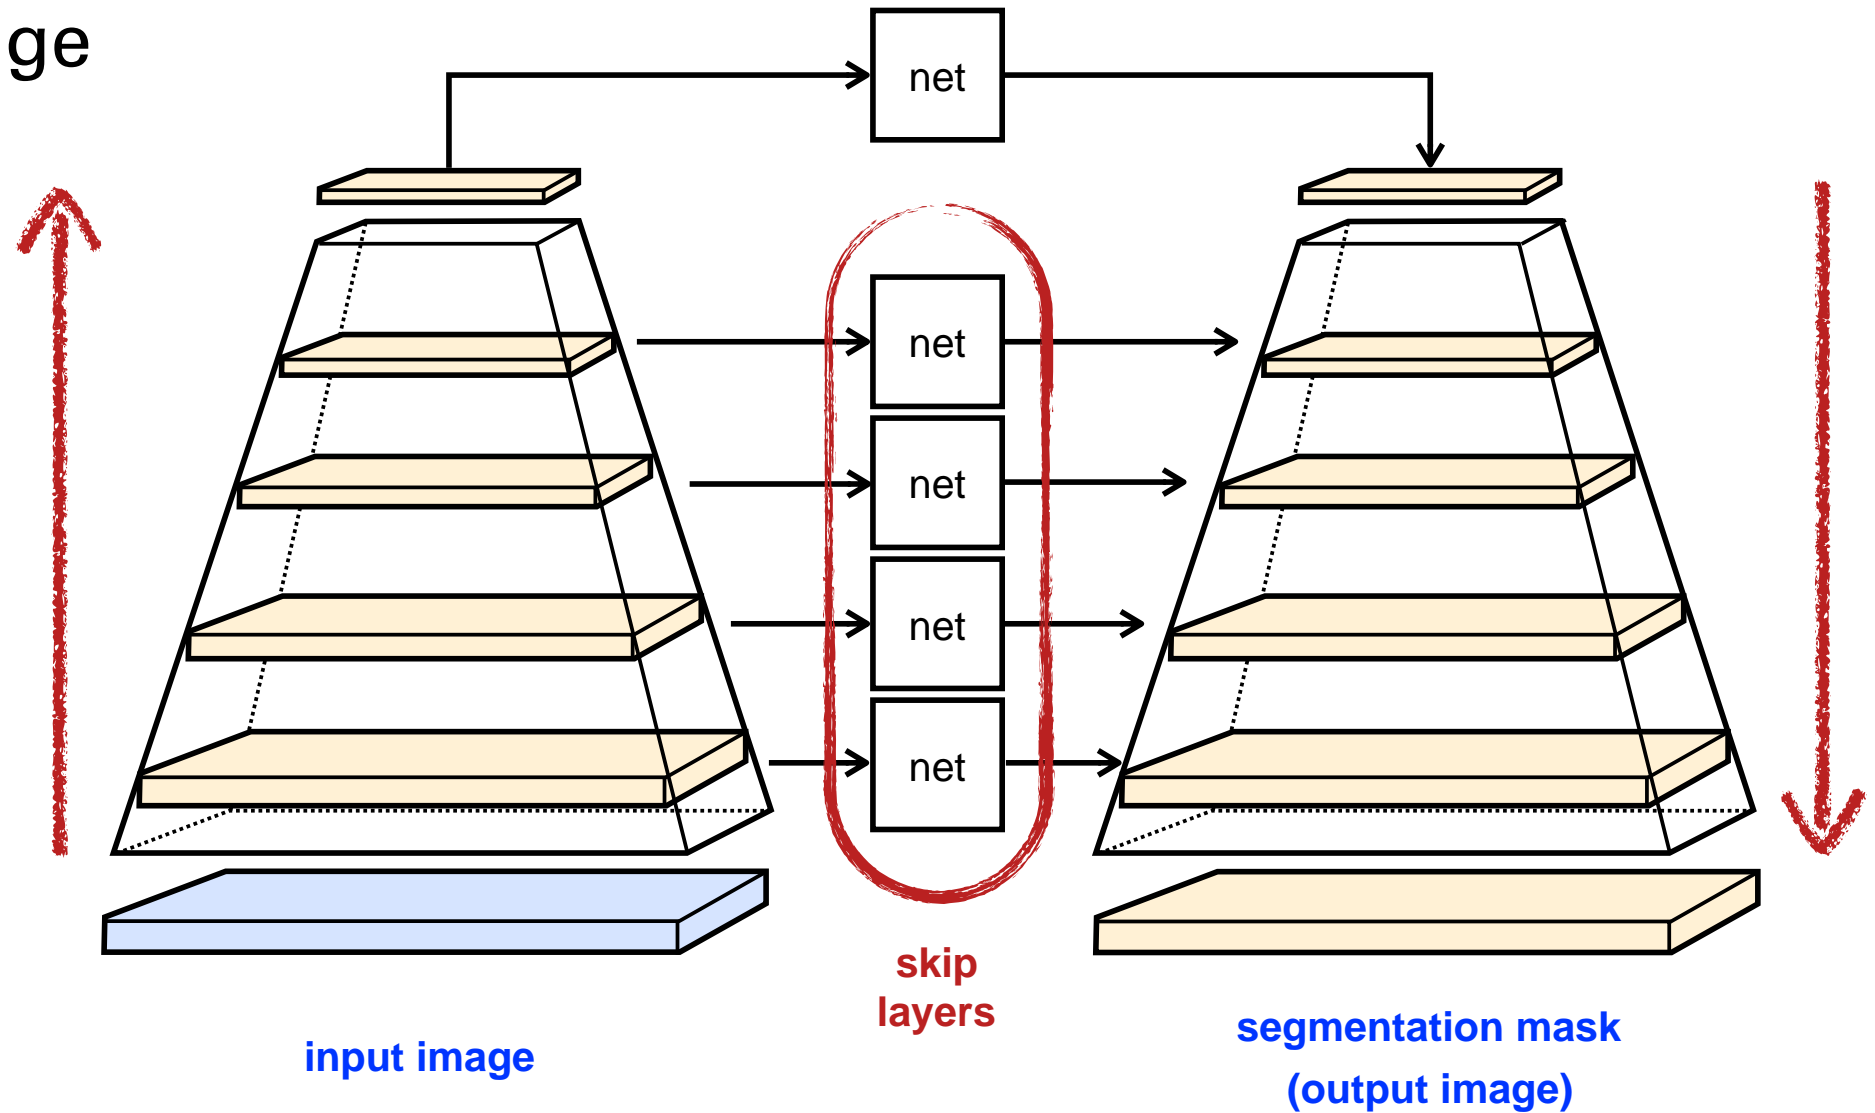 ge
net
net
net
net
net
skip
layers
input image
segmentation mask
(output image)